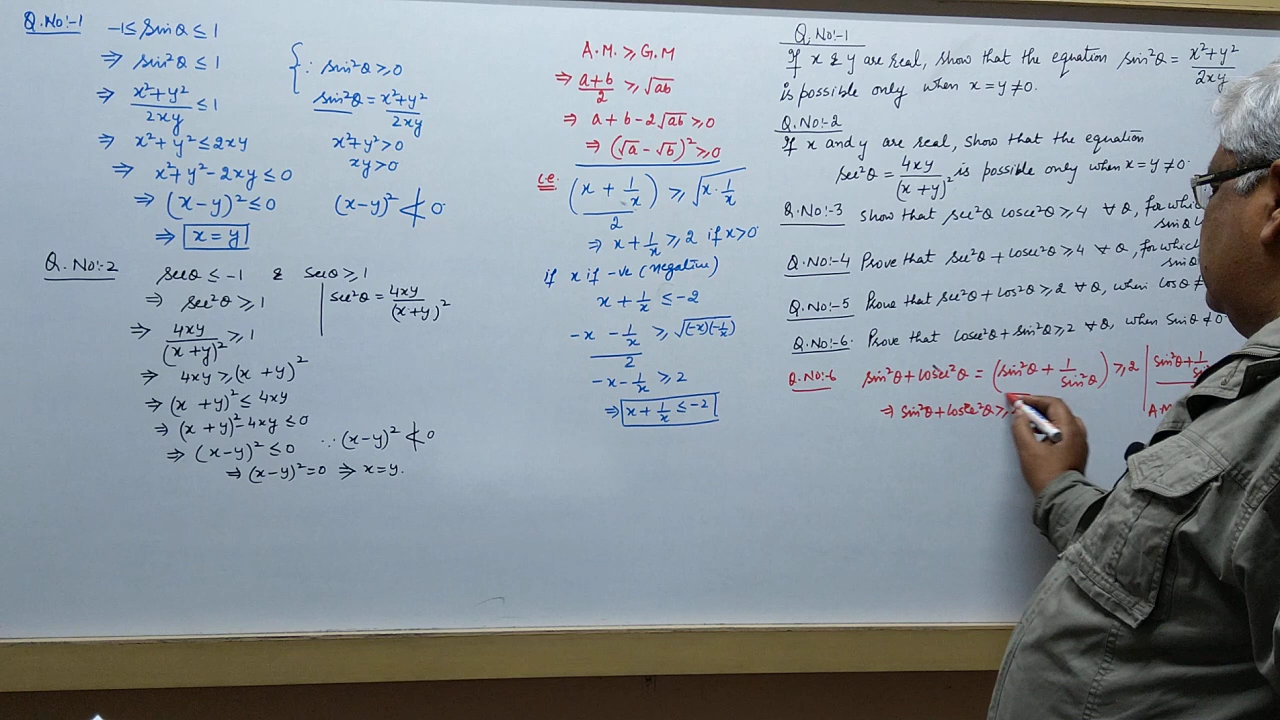 Q.No:-1
-1≤ Sinθ ≤ 1
⇒ sin²θ ≤ 1
⇒ x²+y²/2xy ≤ 1
⇒ x²+y² ≤ 2xy
⇒ x²+y²-2xy ≤ 0
⇒ (x-y)² ≤ 0
⇒ x=y
{∵ sin²θ ≥ 0
sin²θ = x²+y²/2xy
x²+y² > 0
xy > 0
(x-y)² ≮ 0
Q.No:-2
secθ ≤ -1 & secθ ≥ 1
⇒ sec²θ ≥ 1
sec²θ = 4xy/(x+y)²
⇒ 4xy/(x+y)² ≥ 1
⇒ 4xy ≥ (x+y)²
⇒ (x+y)² ≤ 4xy
⇒ (x+y)²-4xy ≤ 0
⇒ (x-y)² ≤ 0 ∵ (x-y)² ≮ 0
⇒ (x-y)²=0 ⇒ x=y.
A.M. ≥ G.M
⇒ a+b/2 ≥ √ab
⇒ a+b-2√ab ≥ 0
⇒ (√a-√b)² ≥ 0
i.e. (x+1/x)/2 ≥ √x·1/x
⇒ x+1/x ≥ 2 if x>0
if x if -ve (negative)
x+1/x ≤ -2
-x-1/x/2 ≥ √(-x)(-1/x)
-x-1/x ≥ 2
⇒ x+1/x ≤ -2
Q.No:-1
If x & y are real, show that the equation sin²θ = x²+y²/2xy
is possible only when x=y≠0.
Q.No:-2
If x and y are real, show that the equation
sec²θ = 4xy/(x+y)² is possible only when x=y≠0.
Q.No:-3 show that sec²θ cosec²θ ≥ 4 ∀ θ, for
sinθ
Q.No:-4 Prove that sec²θ + cosec²θ ≥ 4 ∀ θ, for which
sinθ
Q.No:-5 Prove that sec²θ + cos²θ ≥ 2 ∀ θ, when cosθ ≠
Q.No:-6. Prove that cosec²θ + sin²θ ≥ 2 ∀θ, when Sinθ ≠ 0
Q.No:-6 sin²θ + cosec²θ = (sin²θ + 1/sin²θ) ≥ 2
⇒ sin²θ + cosec²θ ≥
sin²θ + 1/
A.M